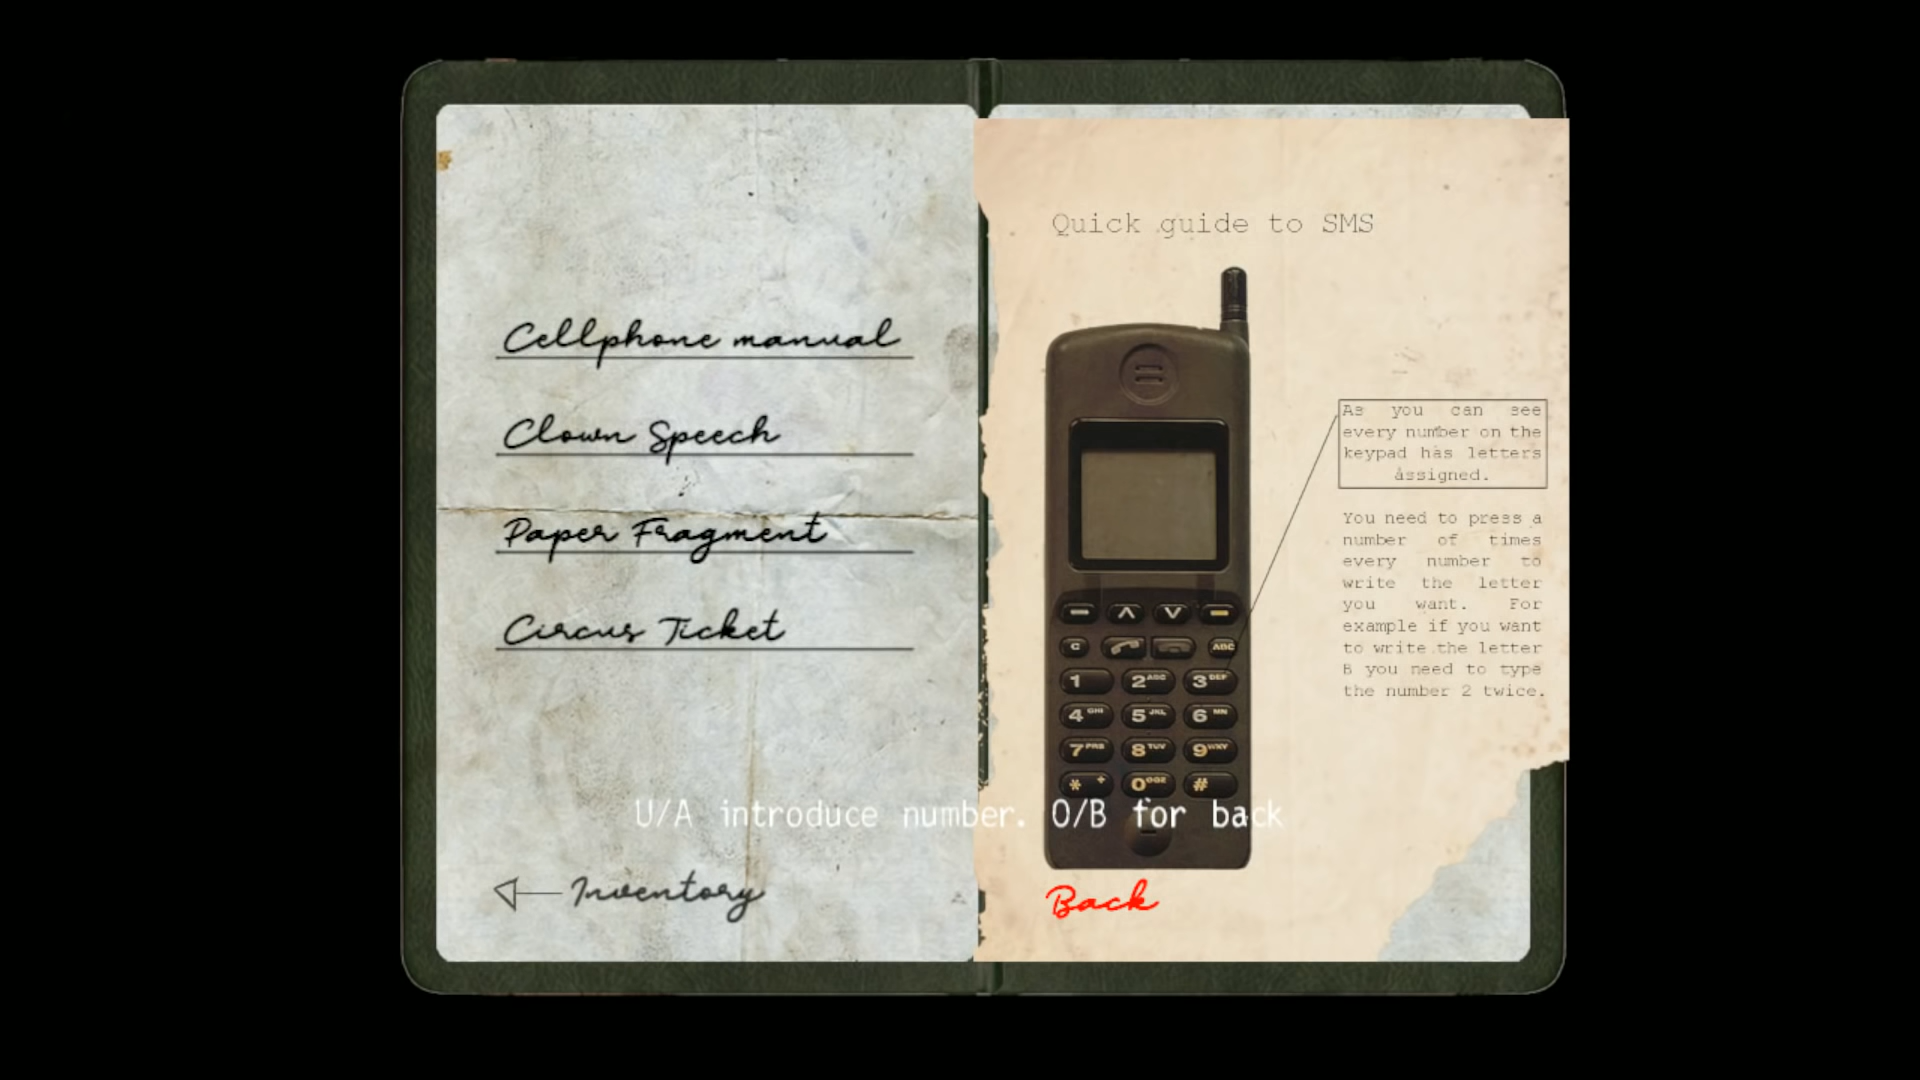 Cellphone manual
Clown Speech
Paper Fragment
Circus Ticket
Inventory
Quick guide to SMS
As you can see
every number on the
keypad has letters
assigned.
You need to press a
number of times
every number to
write the letter
you want. For
example if you want
to write the letter
B you need to type
the number 2 twice.
C ABC
1 2 ABC 3 DEF
4 GHI 5 JKL 6 MN
7 PRS 8 TUV 9 WXY
* + 0 #
U/A introduce number. O/B for back
Back